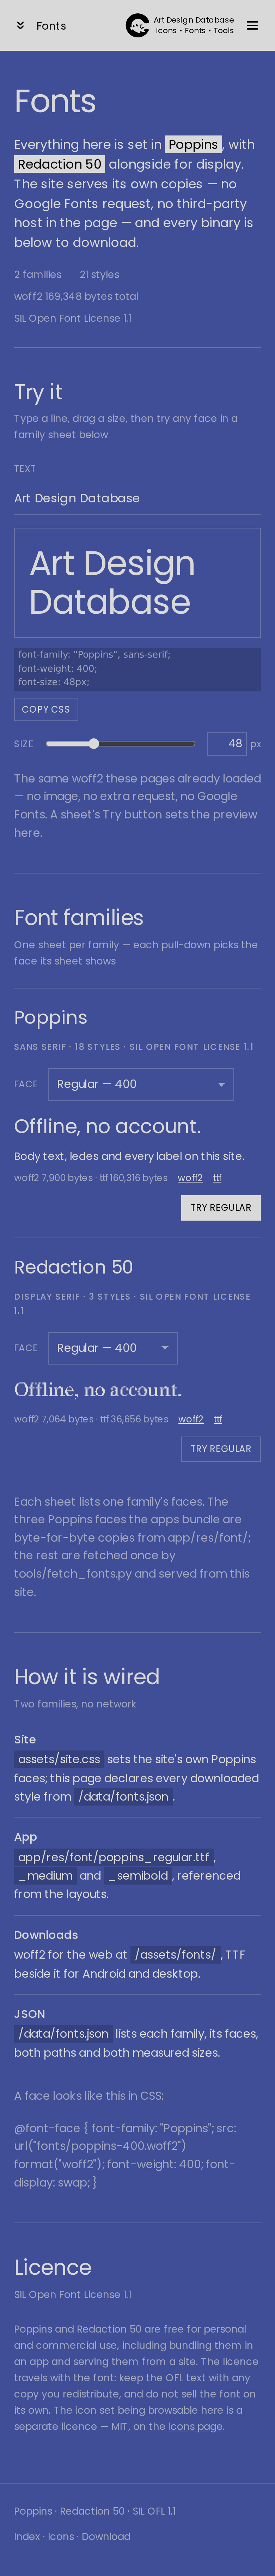 Fonts
Art Design Database
Icons • Fonts • Tools
Fonts
Everything here is set in Poppins, with
Redaction 50 alongside for display.
The site serves its own copies — no
Google Fonts request, no third-party
host in the page — and every binary is
below to download.
2 families 21 styles
woff2 169,348 bytes total
SIL Open Font License 1.1
Try it
Type a line, drag a size, then try any face in a
family sheet below
TEXT
Art Design Database
Art Design
Database
font-family: "Poppins", sans-serif;
font-weight: 400;
font-size: 48px;
COPY CSS
SIZE 48 px
The same woff2 these pages already loaded
— no image, no extra request, no Google
Fonts. A sheet's Try button sets the preview
here.
Font families
One sheet per family — each pull-down picks the
face its sheet shows
Poppins
SANS SERIF · 18 STYLES · SIL OPEN FONT LICENSE 1.1
FACE Regular — 400
Offline, no account.
Body text, ledes and every label on this site.
woff2 7,900 bytes · ttf 160,316 bytes woff2 ttf
TRY REGULAR
Redaction 50
DISPLAY SERIF · 3 STYLES · SIL OPEN FONT LICENSE
1.1
FACE Regular — 400
Offline, no account.
woff2 7,064 bytes · ttf 36,656 bytes woff2 ttf
TRY REGULAR
Each sheet lists one family's faces. The
three Poppins faces the apps bundle are
byte-for-byte copies from app/res/font/;
the rest are fetched once by
tools/fetch_fonts.py and served from this
site.
How it is wired
Two families, no network
Site
assets/site.css sets the site's own Poppins
faces; this page declares every downloaded
style from /data/fonts.json.
App
app/res/font/poppins_regular.ttf,
_medium and _semibold, referenced
from the layouts.
Downloads
woff2 for the web at /assets/fonts/, TTF
beside it for Android and desktop.
JSON
/data/fonts.json lists each family, its faces,
both paths and both measured sizes.
A face looks like this in CSS:
@font-face { font-family: "Poppins"; src:
url("fonts/poppins-400.woff2")
format("woff2"); font-weight: 400; font-
display: swap; }
Licence
SIL Open Font License 1.1
Poppins and Redaction 50 are free for personal
and commercial use, including bundling them in
an app and serving them from a site. The licence
travels with the font: keep the OFL text with any
copy you redistribute, and do not sell the font on
its own. The icon set being browsable here is a
separate licence — MIT, on the icons page.
Poppins · Redaction 50 · SIL OFL 1.1
Index · Icons · Download